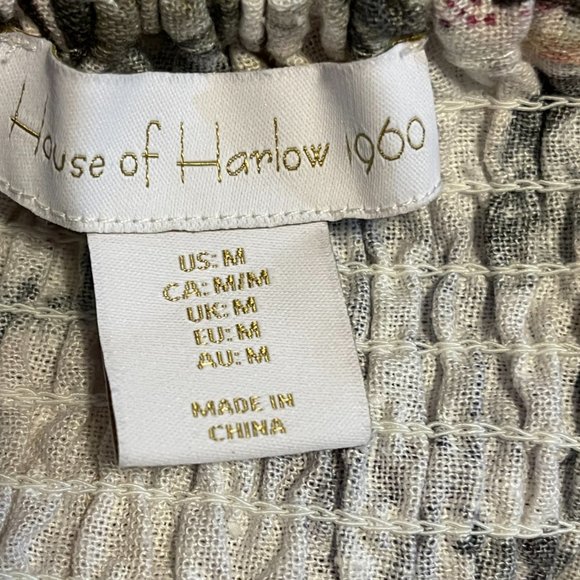 House of Harlow 1960
US: M
CA: M/M
UK: M
EU: M
AU: M
MADE IN
CHINA